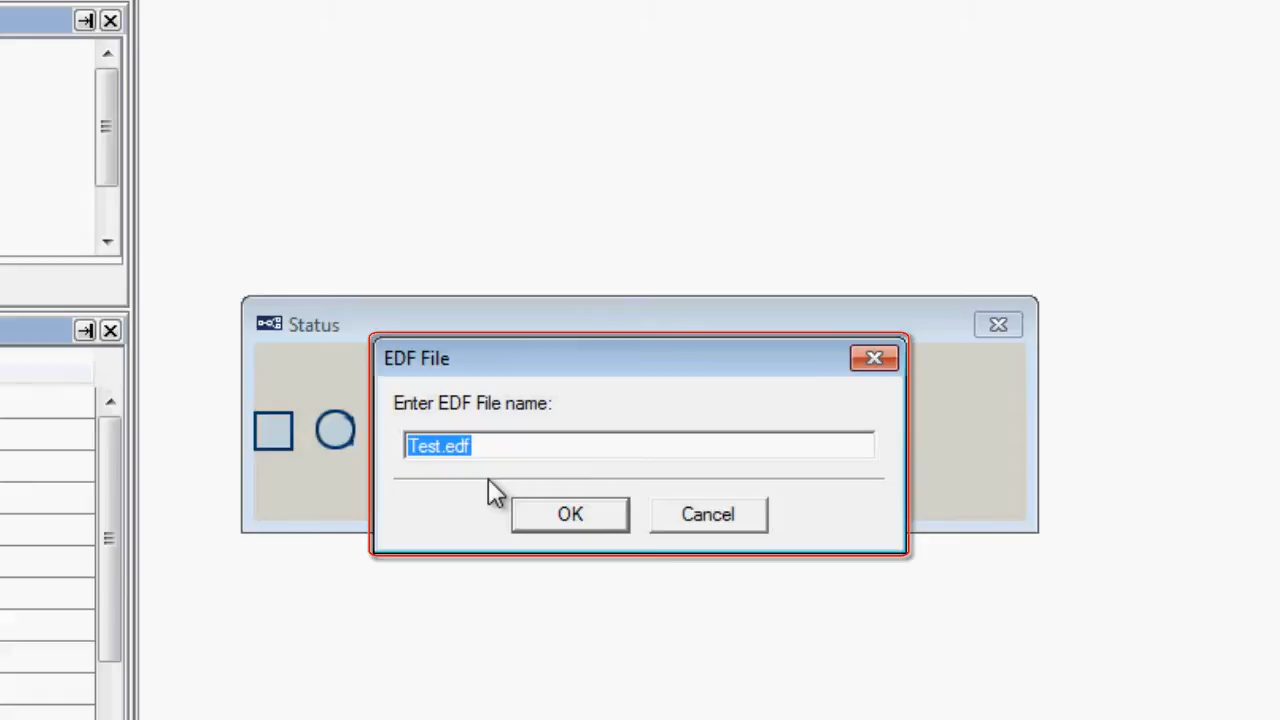 Status
EDF File
Enter EDF File name:
Test.edf
OK
Cancel